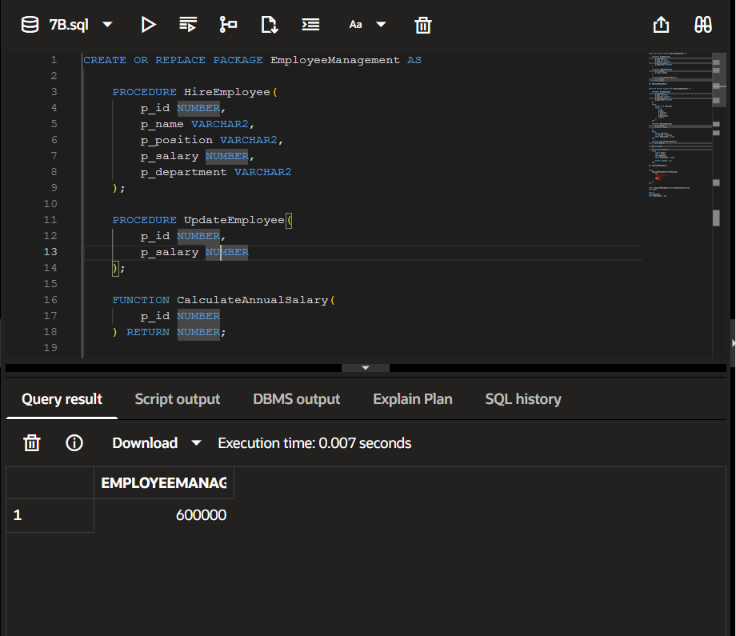 7B.sql Aa
1 CREATE OR REPLACE PACKAGE EmployeeManagement AS
2
3 PROCEDURE HireEmployee(
4 p_id NUMBER,
5 p_name VARCHAR2,
6 p_position VARCHAR2,
7 p_salary NUMBER,
8 p_department VARCHAR2
9 );
10
11 PROCEDURE UpdateEmployee(
12 p_id NUMBER,
13 p_salary NUMBER
14 );
15
16 FUNCTION CalculateAnnualSalary(
17 p_id NUMBER
18 ) RETURN NUMBER;
19
Query result Script output DBMS output Explain Plan SQL history
Download Execution time: 0.007 seconds
EMPLOYEEMANAG
1 600000